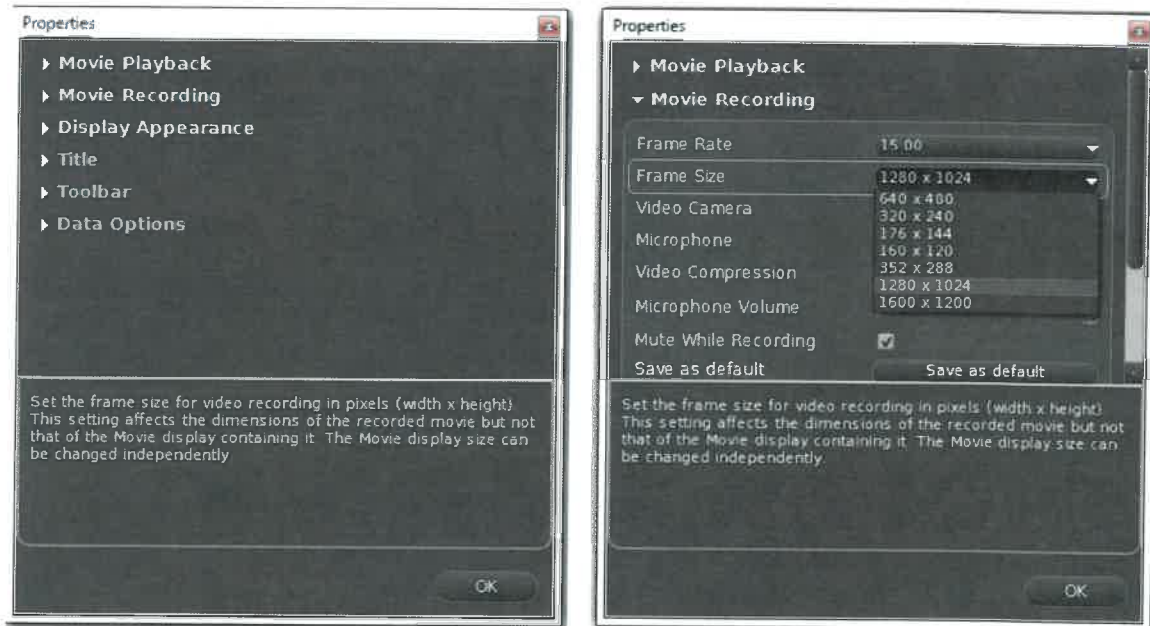 Properties
Movie Playback
Movie Recording
Display Appearance
Title
Toolbar
Data Options
Set the frame size for video recording in pixels (width x height)
This setting affects the dimensions of the recorded movie but not
that of the Movie display containing it The Movie display size can
be changed independently
OK
Properties
Movie Playback
Movie Recording
Frame Rate 15 00
Frame Size 1280 x 1024
640 x 480
Video Camera
320 x 240
176 x 144
Microphone
160 x 120
Video Compression
352 x 288
1280 x 1024
Microphone Volume
1600 x 1200
Mute While Recording
Save as default Save as default
Set the frame size for video recording in pixels (width x height)
This setting affects the dimensions of the recorded movie but not
that of the Movie display containing it The Movie display size can
be changed independently.
OK